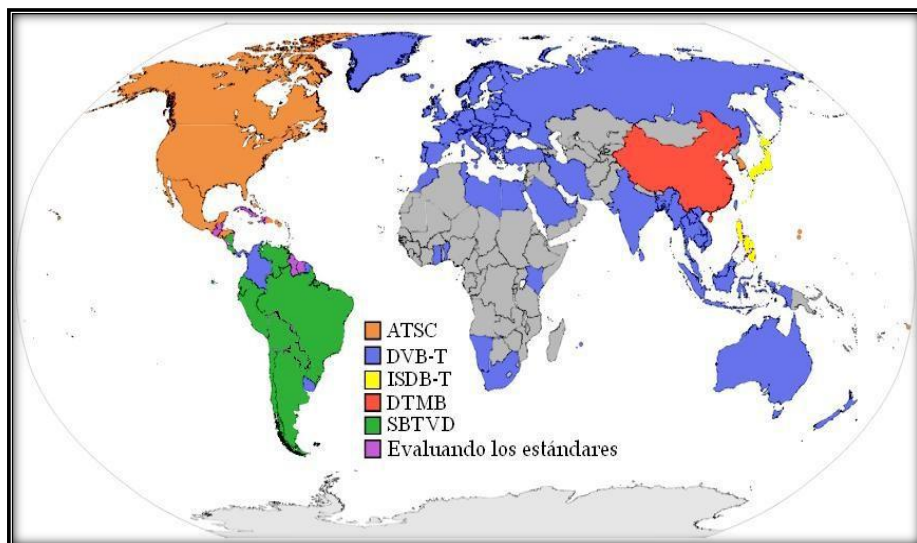 ATSC
DVB-T
ISDB-T
DTMB
SBTVD
Evaluando los estándares